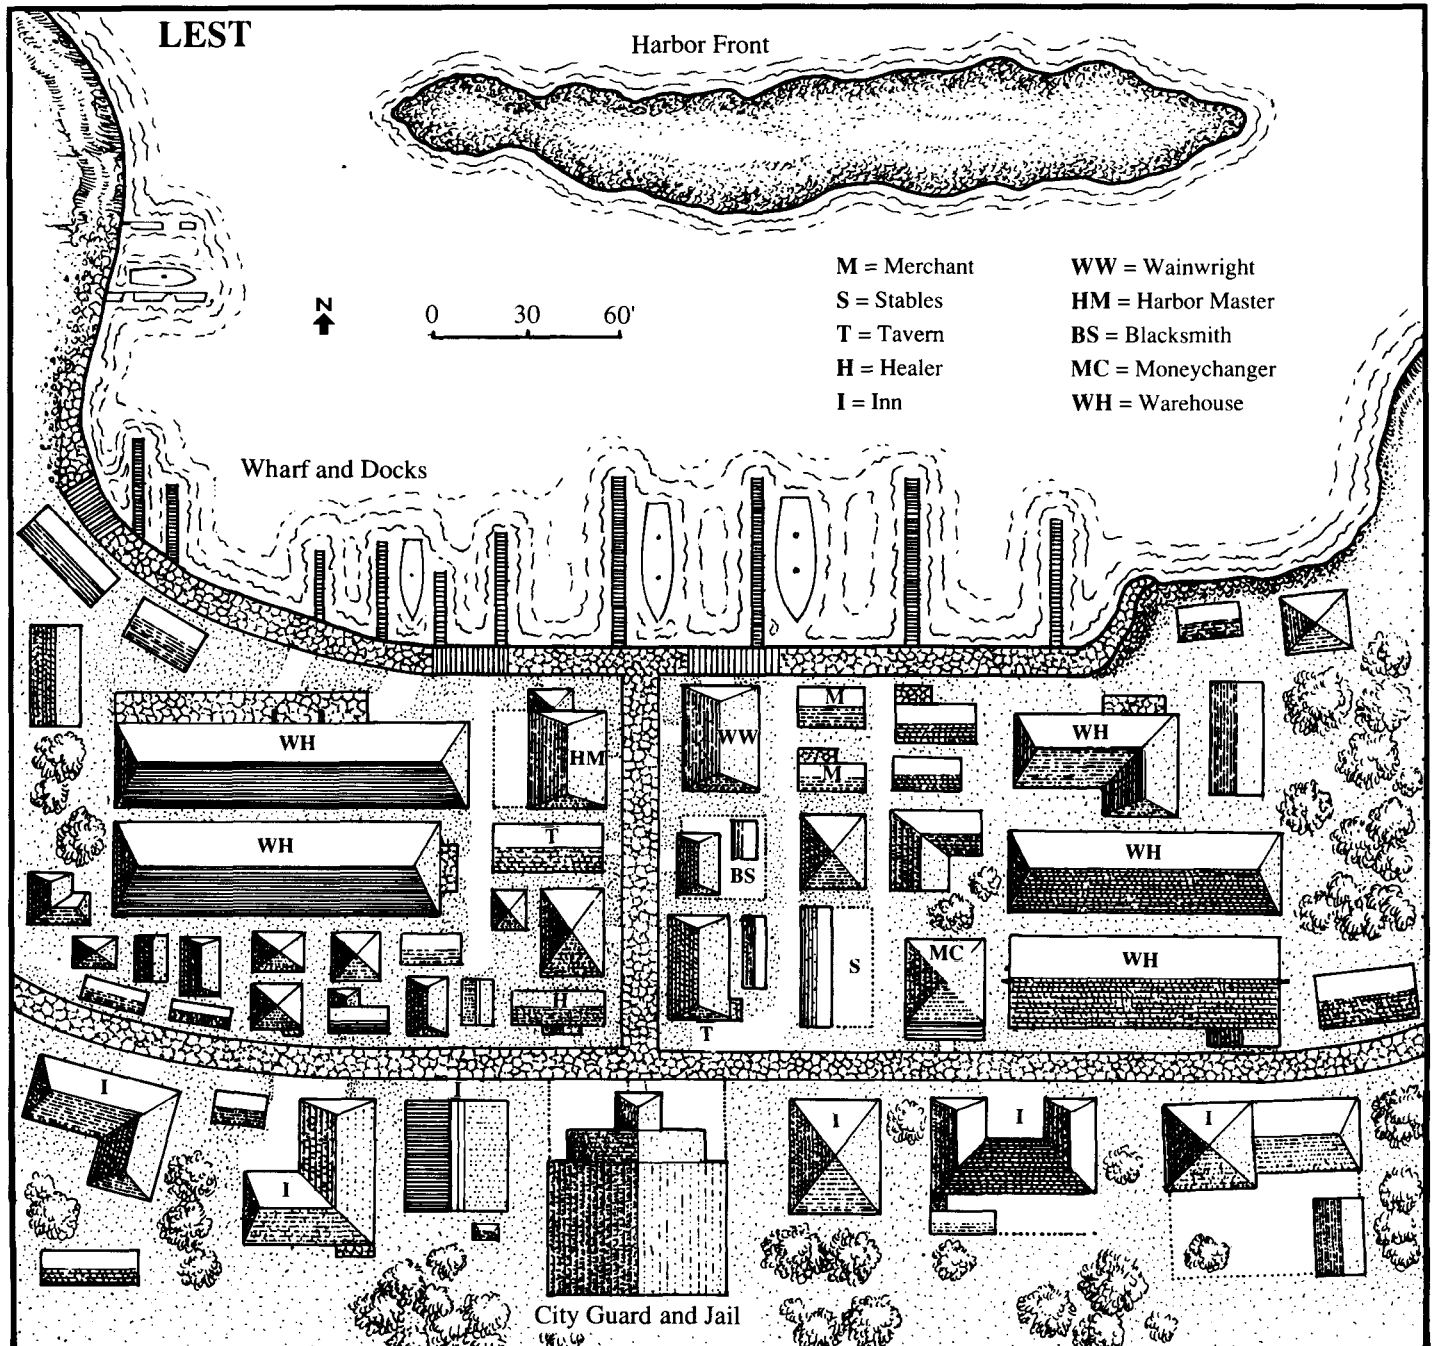 LEST
Harbor Front
M = Merchant
S = Stables
T = Tavern
H = Healer
I = Inn
WW = Wainwright
HM = Harbor Master
BS = Blacksmith
MC = Moneychanger
WH = Warehouse
N
0 30 60'
Wharf and Docks
M
WH
WW
WH
HM
M
T
WH
WH
BS
MC
WH
S
H
T
I
I
I
I
I
I
City Guard and Jail